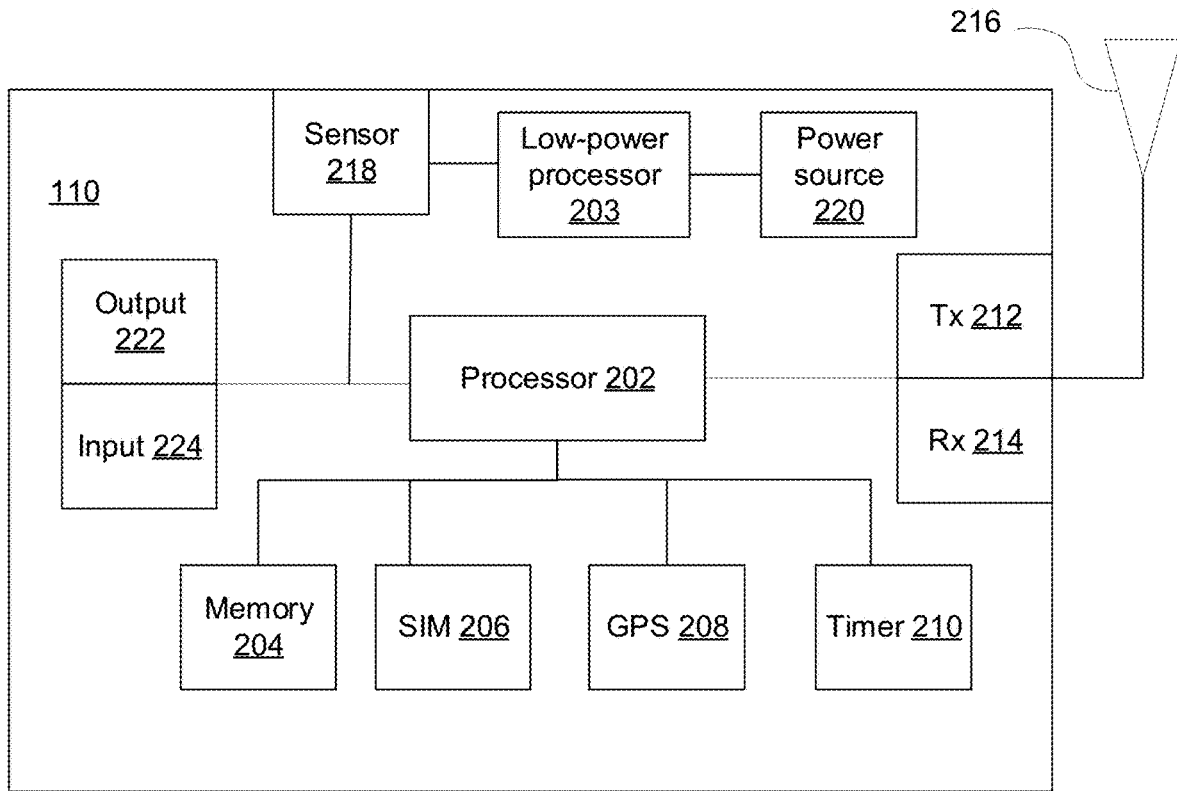 216
Sensor
218
Low-power
processor
203
Power
source
220
110
Output
222
Tx 212
Processor 202
Input 224
Rx 214
Memory
204
SIM 206
GPS 208
Timer 210